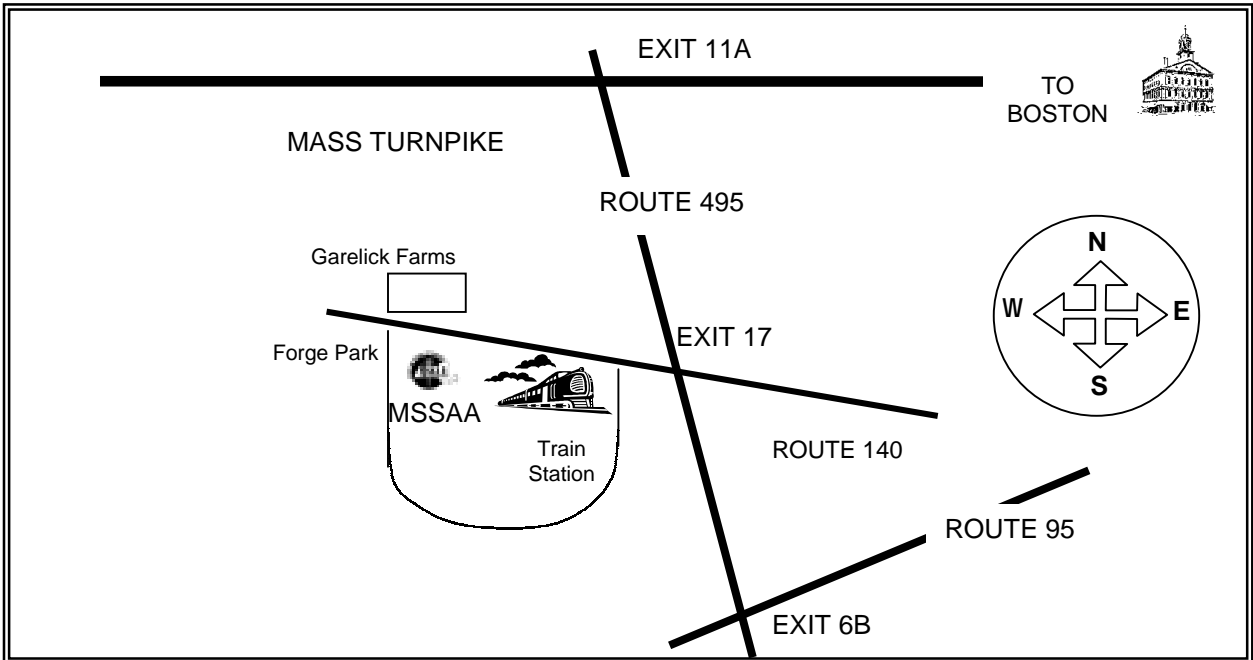 EXIT 11A
TO
BOSTON
MASS TURNPIKE
ROUTE 495
N
W
E
S
Garelick Farms
EXIT 17
Forge Park
MSSAA
Train
Station
ROUTE 140
ROUTE 95
EXIT 6B